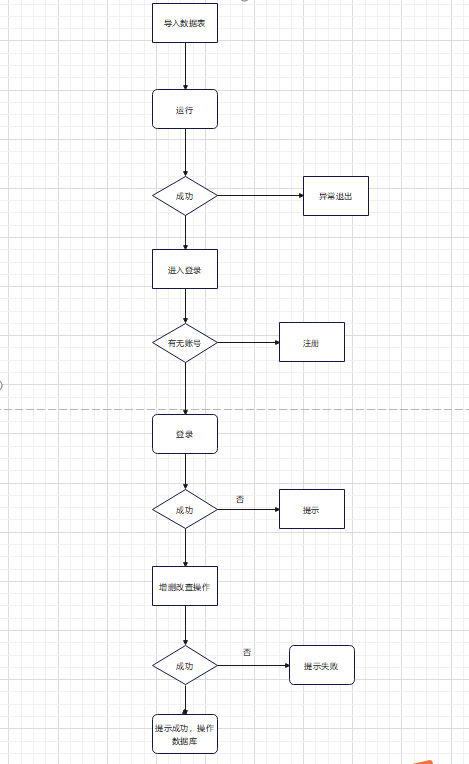 导入数据表
运行
成功
异常退出
进入登录
有无账号
注册
登录
成功
否
提示
增删改查操作
成功
否
提示失败
提示成功，操作
数据库